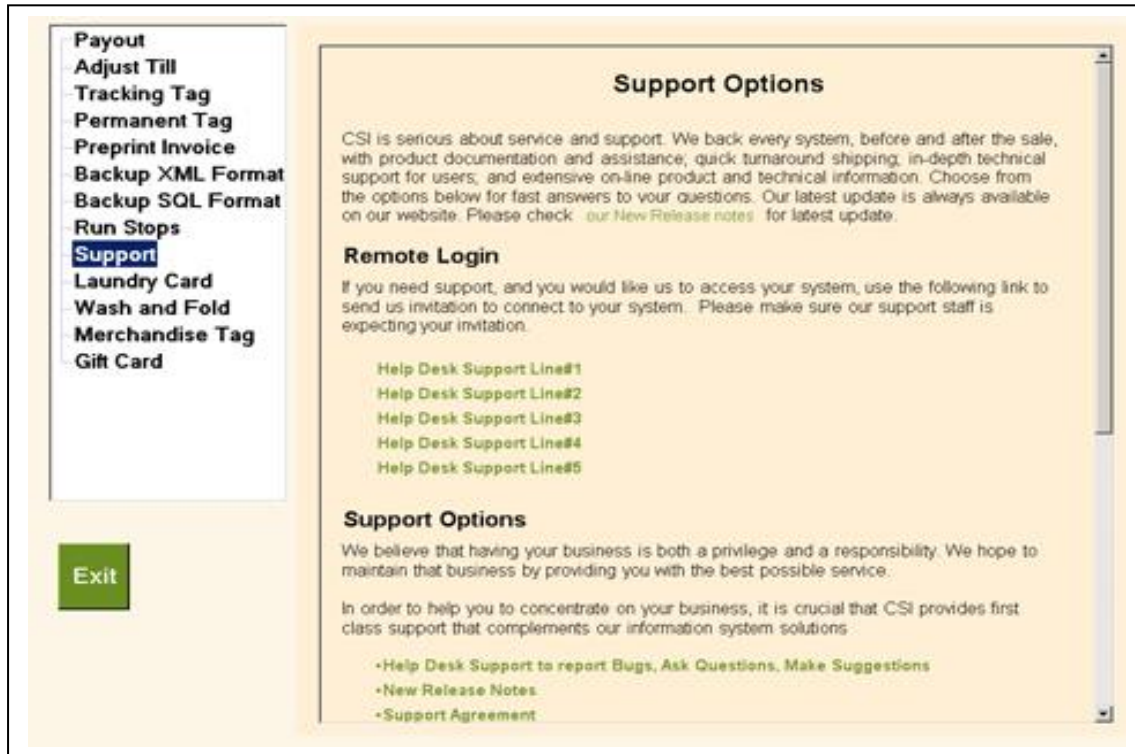 Payout
Adjust Till
Tracking Tag
Permanent Tag
Preprint Invoice
Backup XML Format
Backup SQL Format
Run Stops
Support
Laundry Card
Wash and Fold
Merchandise Tag
Gift Card
Exit
Support Options
CSI is serious about service and support. We back every system, before and after the sale,
with product documentation and assistance; quick turnaround shipping; in-depth technical
support for users; and extensive on-line product and technical information. Choose from
the options below for fast answers to your questions. Our latest update is always available
on our website. Please check our New Release notes for latest update.
Remote Login
If you need support, and you would like us to access your system, use the following link to
send us invitation to connect to your system. Please make sure our support staff is
expecting your invitation.
Help Desk Support Line#1
Help Desk Support Line#2
Help Desk Support Line#3
Help Desk Support Line#4
Help Desk Support Line#5
Support Options
We believe that having your business is both a privilege and a responsibility. We hope to
maintain that business by providing you with the best possible service.
In order to help you to concentrate on your business, it is crucial that CSI provides first
class support that complements our information system solutions
•Help Desk Support to report Bugs, Ask Questions, Make Suggestions
•New Release Notes
•Support Agreement